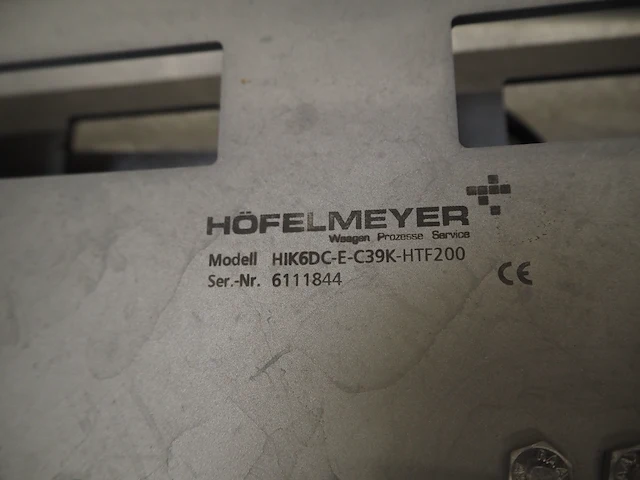 HÖFELMEYER
Waagen Prozesse Service
Modell HIK6DC-E-C39K-HTF200
Ser.-Nr. 6111844
CE